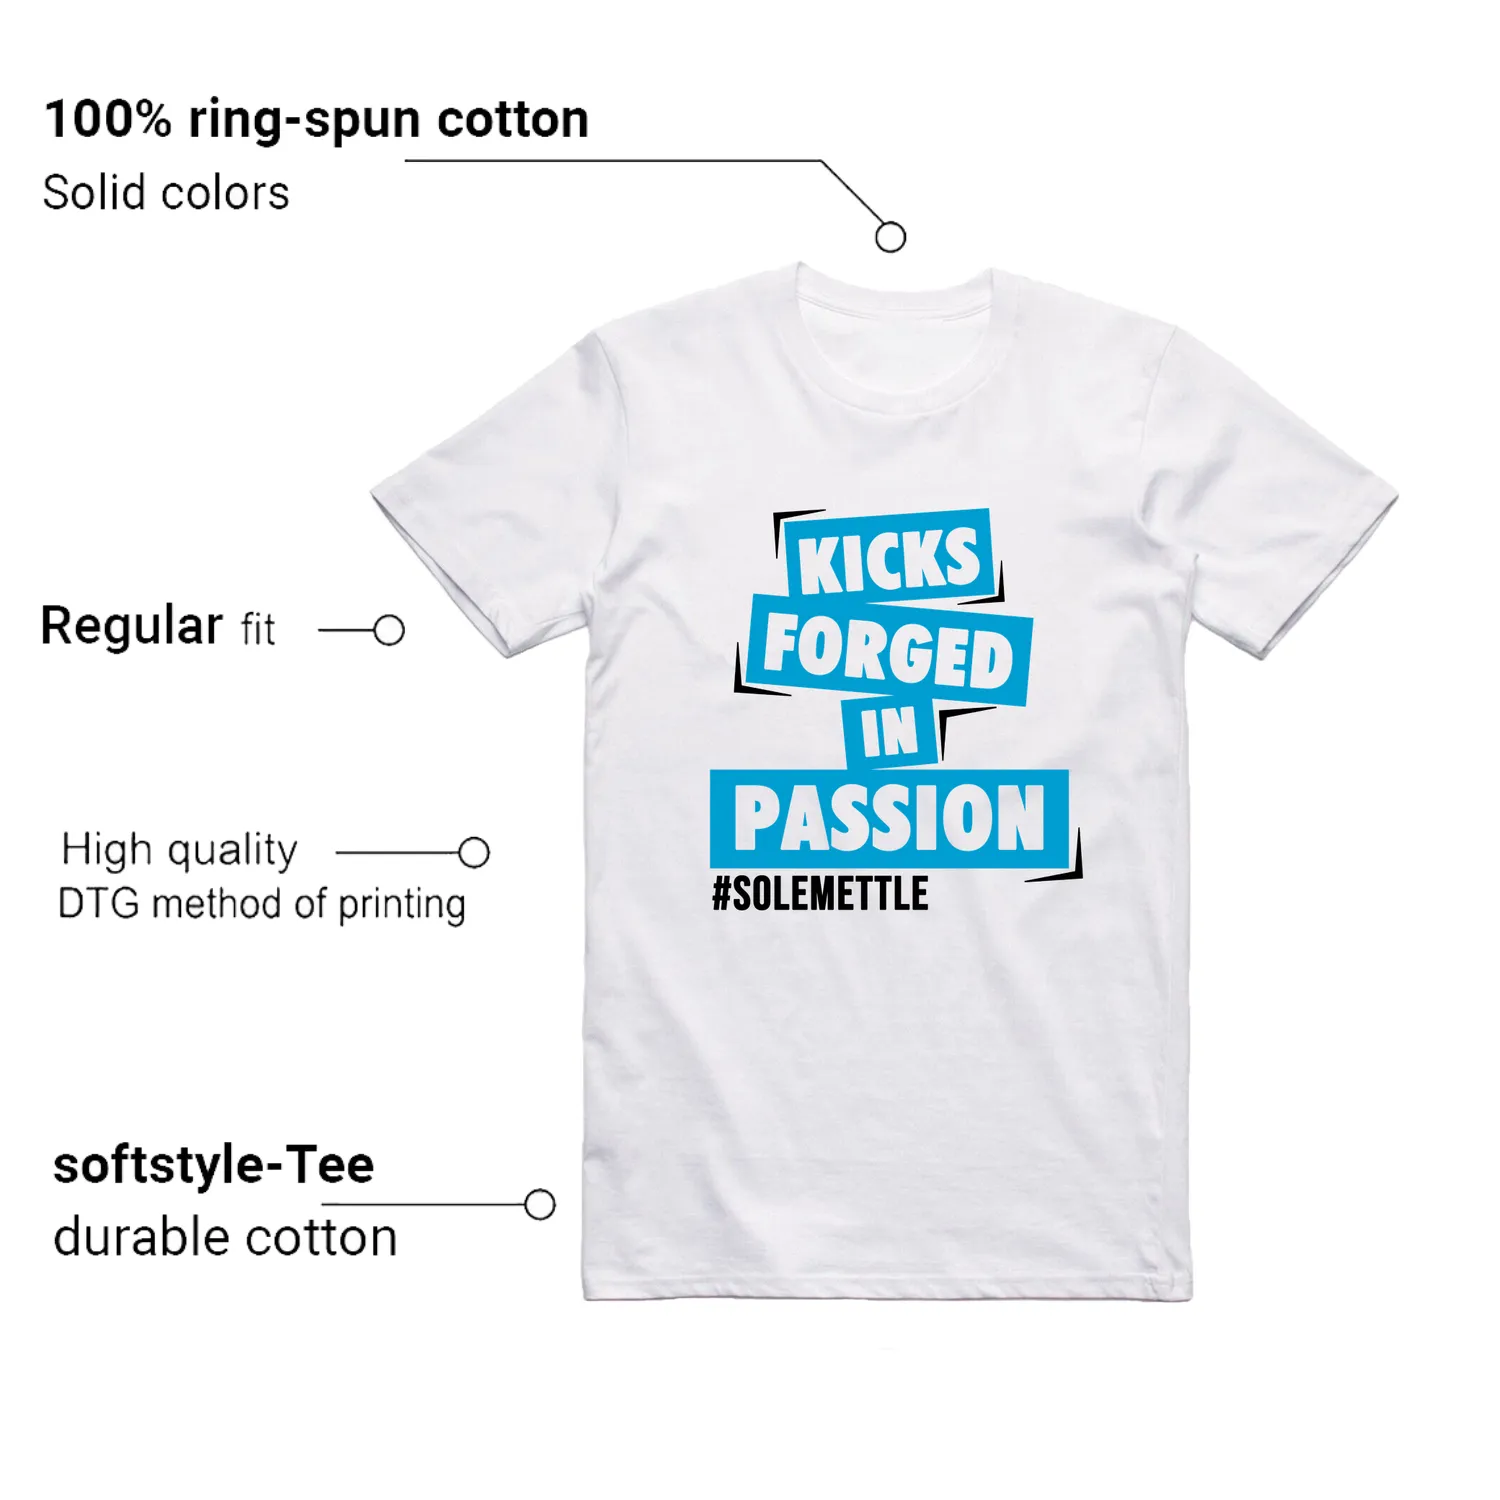 100% ring-spun cotton
Solid colors
Regular fit
High quality
DTG method of printing
softstyle-Tee
durable cotton
KICKS
FORGED
IN
PASSION
#SOLEMETTLE